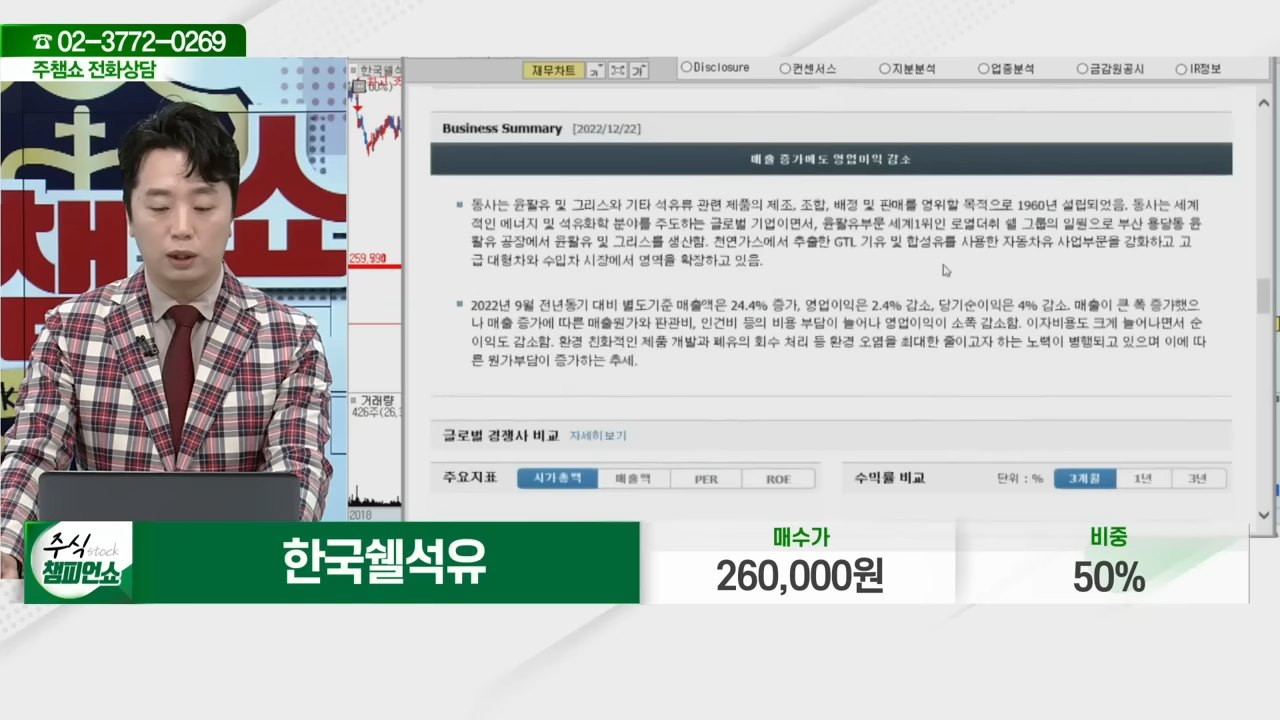 ☎ 02-3772-0269
주챔쇼 전화상담
재무차트
Disclosure
컨센서스
지분분석
업종분석
금감원공시
IR정보
한국쉘석
259,500
거래량
2018
Business Summary [2022/12/22]
매출 증가에도 영업이익 감소
동사는 윤활유 및 그리스와 기타 석유류 관련 제품의 제조, 조합, 배정 및 판매를 영위할 목적으로 1960년 설립되었음. 동사는 세계
적인 에너지 및 석유화학 분야를 주도하는 글로벌 기업이면서, 윤활유부문 세계1위인 로열더취 쉘 그룹의 일원으로 부산 용당동 윤
활유 공장에서 윤활유 및 그리스를 생산함. 천연가스에서 추출한 GTL 기유 및 합성유를 사용한 자동차유 사업부문을 강화하고 고
급 대형차와 수입차 시장에서 영역을 확장하고 있음.
2022년 9월 전년동기 대비 별도기준 매출액은 24.4% 증가, 영업이익은 2.4% 감소, 당기순이익은 4% 감소. 매출이 큰 폭 증가했으
나 매출 증가에 따른 매출원가와 판관비, 인건비 등의 비용 부담이 늘어나 영업이익이 소폭 감소함. 이자비용도 크게 늘어나면서 순
이익도 감소함. 환경 친화적인 제품 개발과 폐유의 회수 처리 등 환경 오염을 최대한 줄이고자 하는 노력이 병행되고 있으며 이에 따
른 원가부담이 증가하는 추세.
글로벌 경쟁사 비교 자세히보기
주요지표 시가총액 매출액 PER ROE
수익률 비교 단위 : % 3개월 1년 3년
주식 stock
챔피언쇼
한국쉘석유
매수가
260,000원
비중
50%